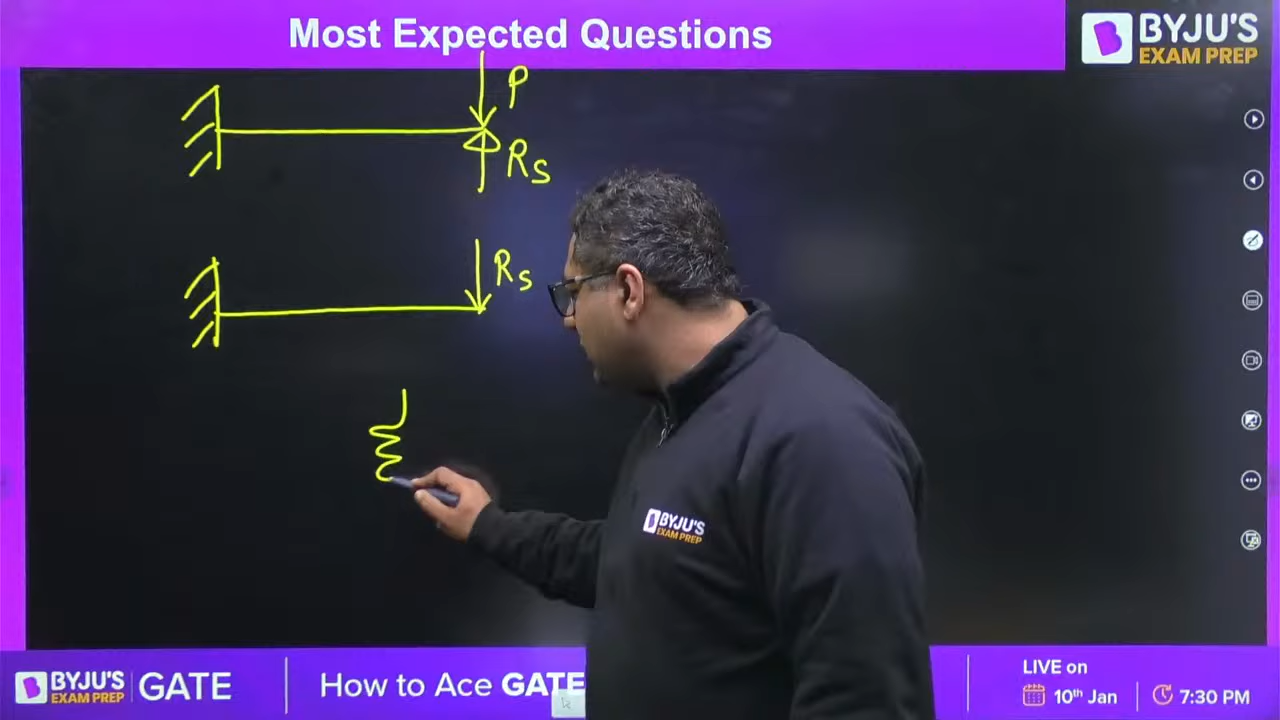 Most Expected Questions
BYJU'S
EXAM PREP
P
Rs
Rs
BYJU'S
EXAM PREP
BYJU'S
EXAM PREP
GATE
How to Ace GATE
LIVE on
10th Jan
7:30 PM